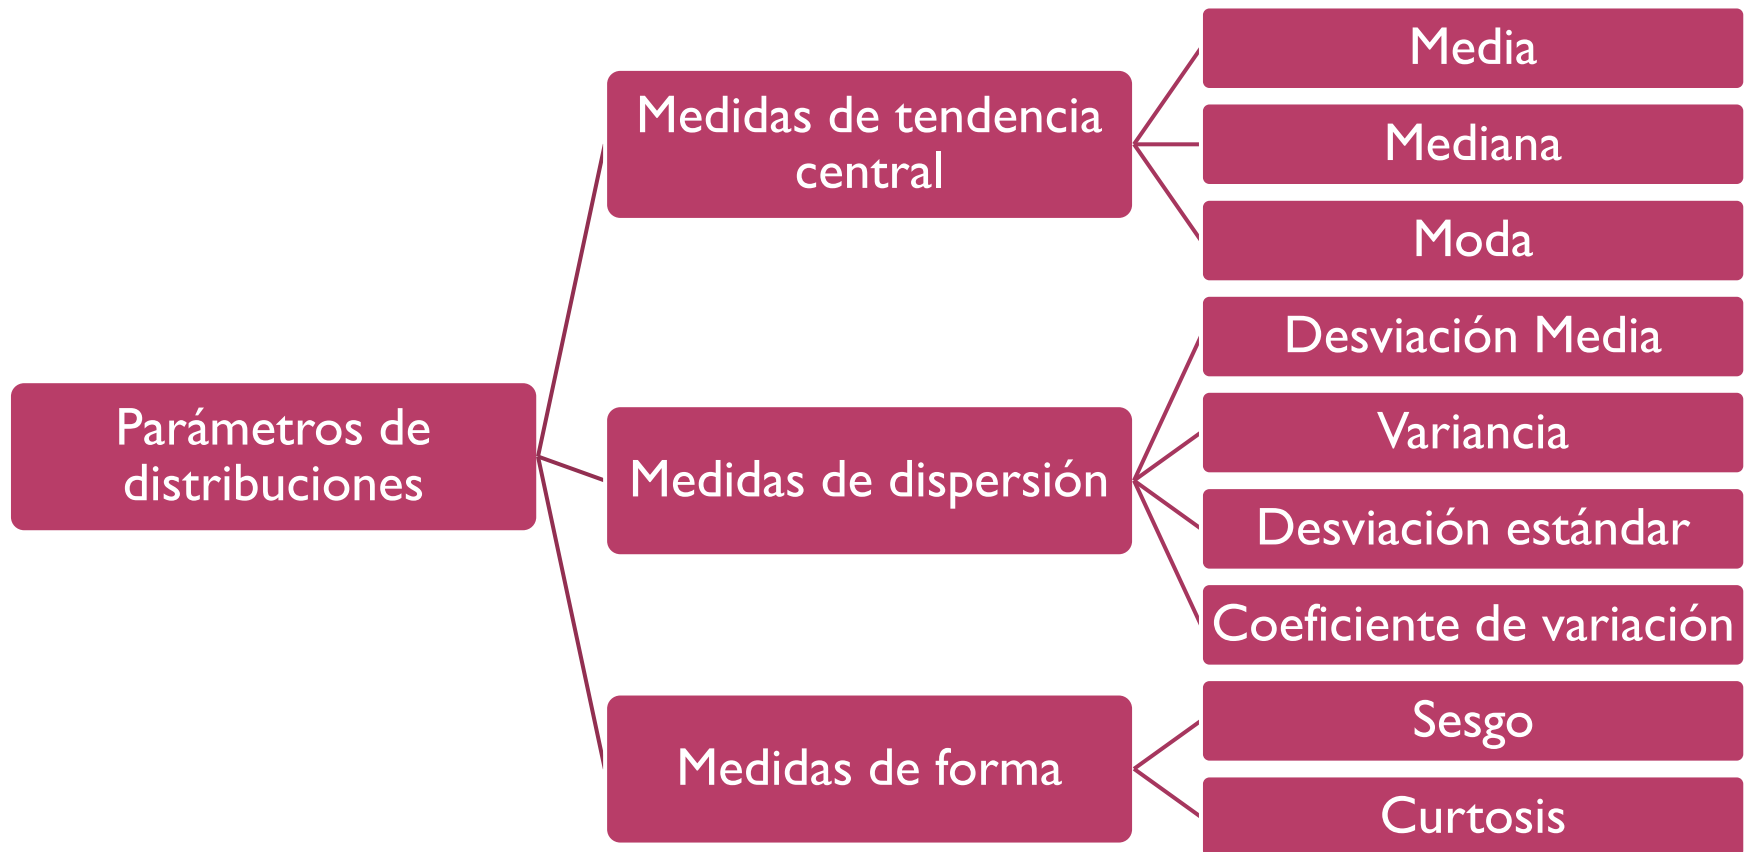 Parámetros de
distribuciones
Medidas de tendencia
central
Media
Mediana
Moda
Medidas de dispersión
Desviación Media
Variancia
Desviación estándar
Coeficiente de variación
Medidas de forma
Sesgo
Curtosis